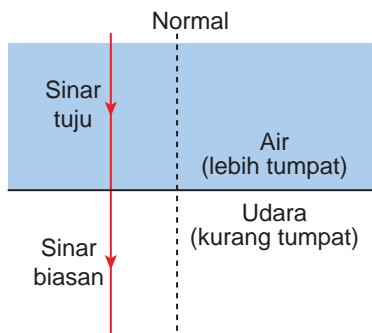 Normal
Sinar
tuju
Air
(lebih tumpat)
Udara
(kurang tumpat)
Sinar
biasan